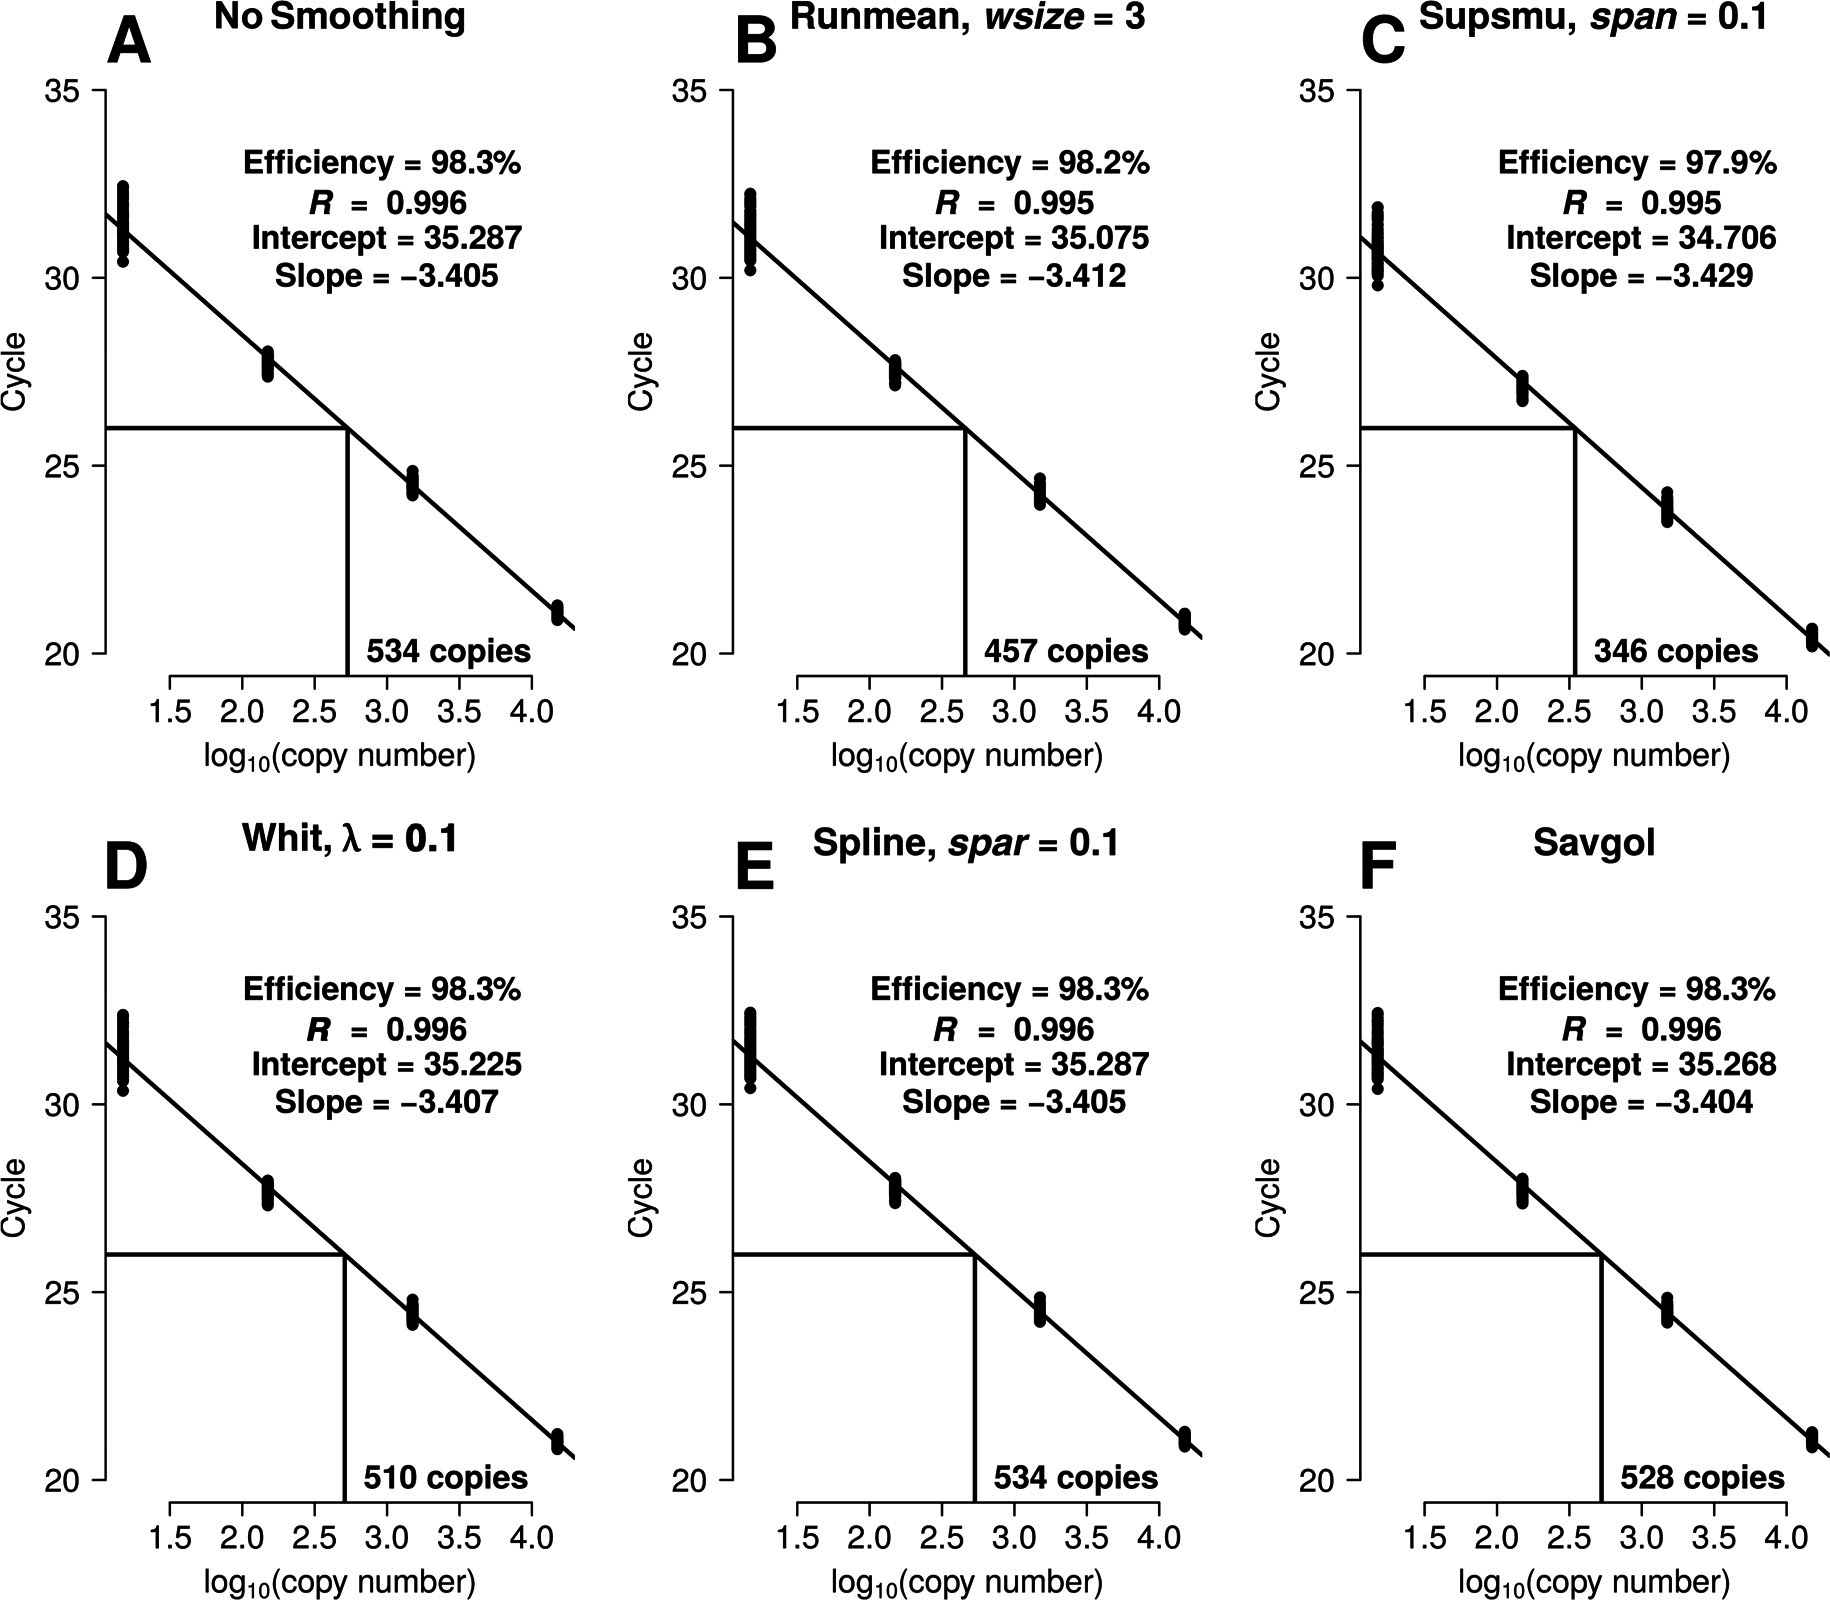 A No Smoothing
35
30
25
20
Cycle
Efficiency = 98.3%
R = 0.996
Intercept = 35.287
Slope = −3.405
534 copies
1.5 2.0 2.5 3.0 3.5 4.0
log10(copy number)
B Runmean, wsize = 3
35
30
25
20
Cycle
Efficiency = 98.2%
R = 0.995
Intercept = 35.075
Slope = −3.412
457 copies
1.5 2.0 2.5 3.0 3.5 4.0
log10(copy number)
C Supsmu, span = 0.1
35
30
25
20
Cycle
Efficiency = 97.9%
R = 0.995
Intercept = 34.706
Slope = −3.429
346 copies
1.5 2.0 2.5 3.0 3.5 4.0
log10(copy number)
D Whit, λ = 0.1
35
30
25
20
Cycle
Efficiency = 98.3%
R = 0.996
Intercept = 35.225
Slope = −3.407
510 copies
1.5 2.0 2.5 3.0 3.5 4.0
log10(copy number)
E Spline, spar = 0.1
35
30
25
20
Cycle
Efficiency = 98.3%
R = 0.996
Intercept = 35.287
Slope = −3.405
534 copies
1.5 2.0 2.5 3.0 3.5 4.0
log10(copy number)
F Savgol
35
30
25
20
Cycle
Efficiency = 98.3%
R = 0.996
Intercept = 35.268
Slope = −3.404
528 copies
1.5 2.0 2.5 3.0 3.5 4.0
log10(copy number)